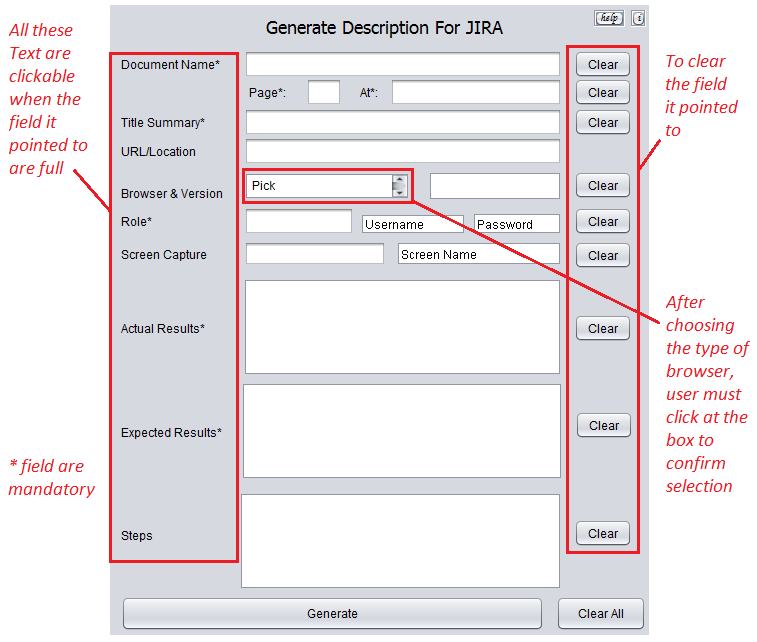 Generate Description For JIRA
help
i
All these
Text are
clickable
when the
field it
pointed to
are full
Document Name*
Clear
Page*:
At*:
Clear
To clear
the field
it pointed
to
Title Summary*
Clear
URL/Location
Browser & Version
Pick
Clear
Role*
Username
Password
Clear
Screen Capture
Screen Name
Clear
Actual Results*
Clear
After
choosing
the type of
browser,
user must
click at the
box to
confirm
selection
Expected Results*
Clear
* field are
mandatory
Steps
Clear
Generate
Clear All